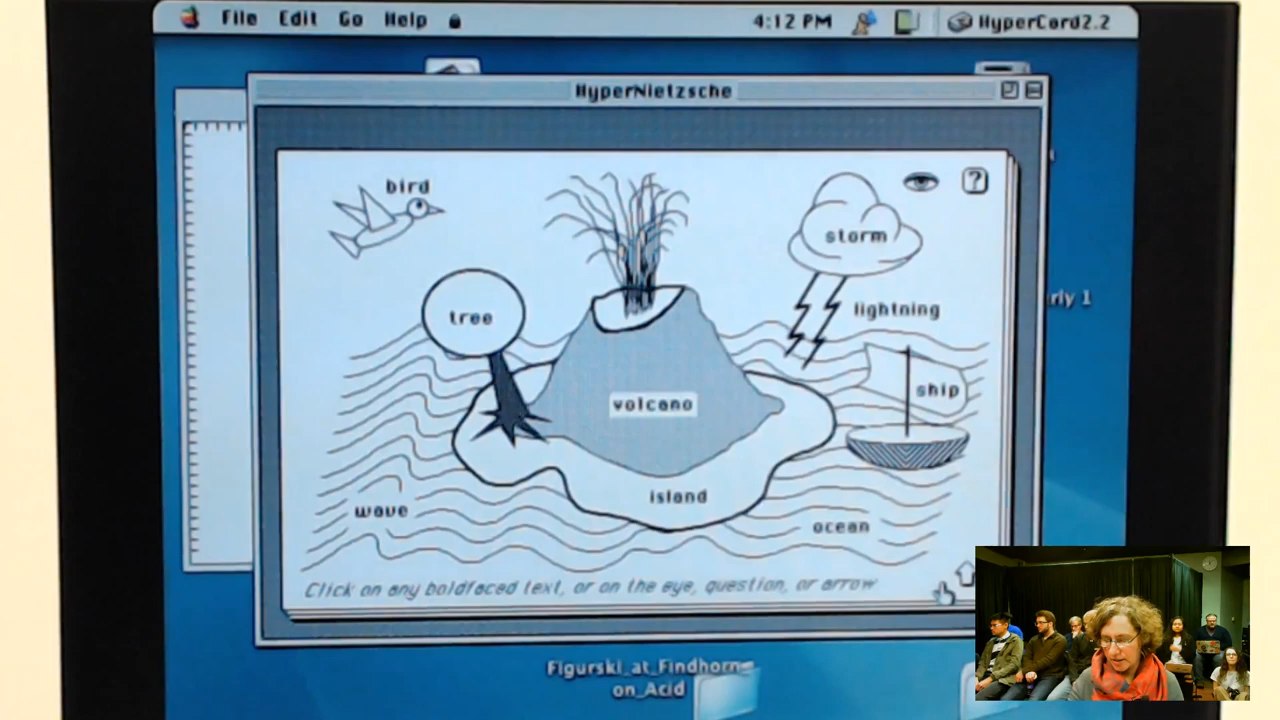 File Edit Go Help 4:12 PM HyperCard2.2
HyperNietzsche
bird
?
storm
tree
lightning
rly 1
ship
volcano
island
wave
ocean
Click on any boldfaced text, or on the eye, question, or arrow
Figurski_at_Findhorn
on_Acid